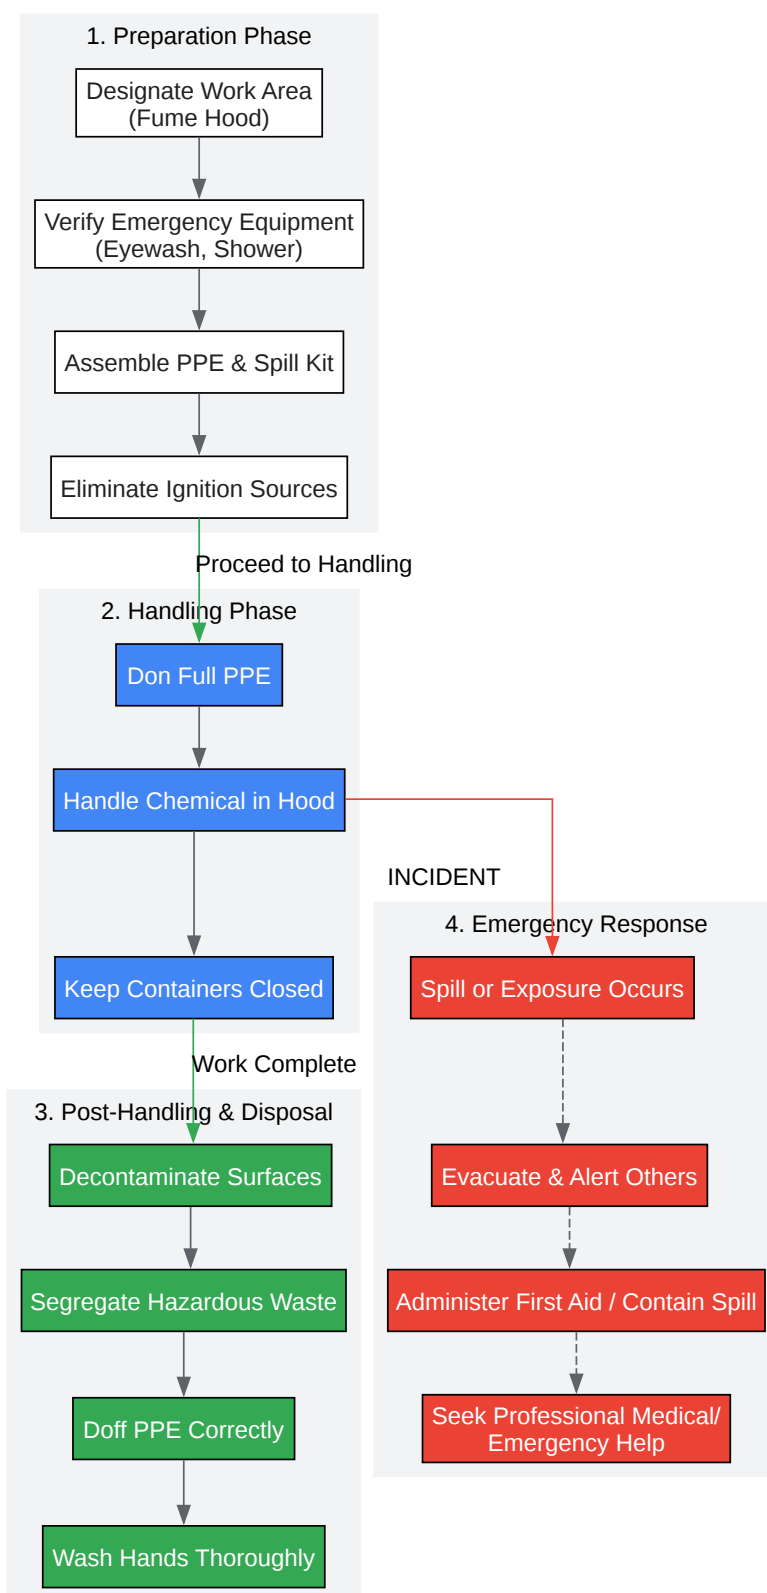 1. Preparation Phase
Designate Work Area
(Fume Hood)
Verify Emergency Equipment
(Eyewash, Shower)
Assemble PPE & Spill Kit
Eliminate Ignition Sources
Proceed to Handling
2. Handling Phase
Don Full PPE
Handle Chemical in Hood
INCIDENT
4. Emergency Response
Keep Containers Closed
Spill or Exposure Occurs
Work Complete
3. Post-Handling & Disposal
Decontaminate Surfaces
Evacuate & Alert Others
Segregate Hazardous Waste
Administer First Aid / Contain Spill
Doff PPE Correctly
Seek Professional Medical/
Emergency Help
Wash Hands Thoroughly